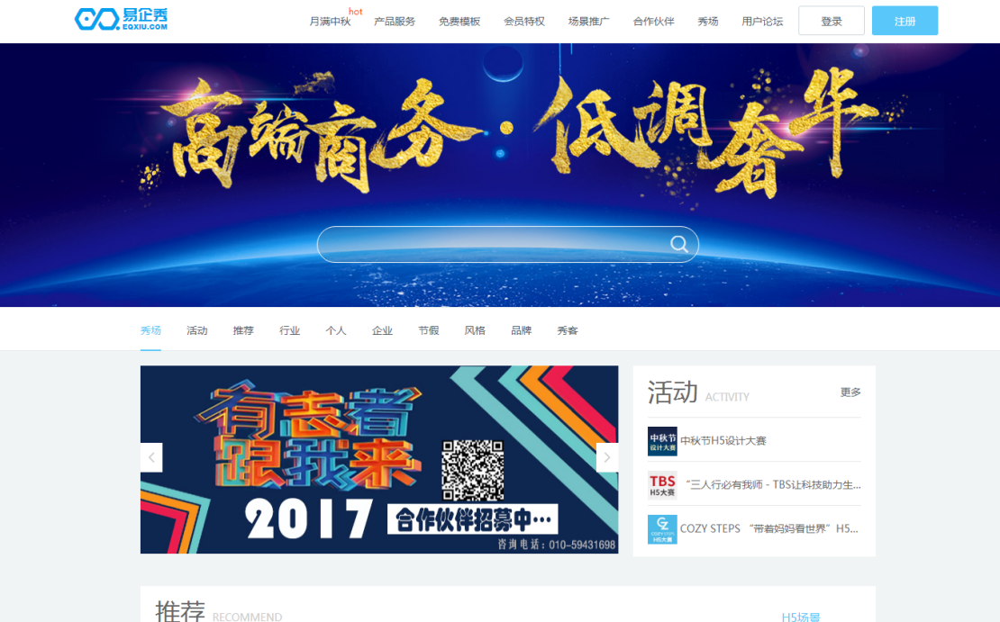 易企秀
EQXIU.COM
月满中秋 hot 产品服务 免费模板 会员特权 场景推广 合作伙伴 秀场 用户论坛 登录 注册
高端商务·低调奢华
秀场 活动 推荐 行业 个人 企业 节假 风格 品牌 秀客
有志者
跟我来
2017 合作伙伴招募中···
咨询电话：010-59431698
活动 ACTIVITY 更多
中秋节
设计大赛
中秋节H5设计大赛
TBS
H5大赛
“三人行必有我师 - TBS让科技助力生...
COZY STEPS
H5大赛
COZY STEPS “带着妈妈看世界” H5...
推荐 RECOMMEND H5场景